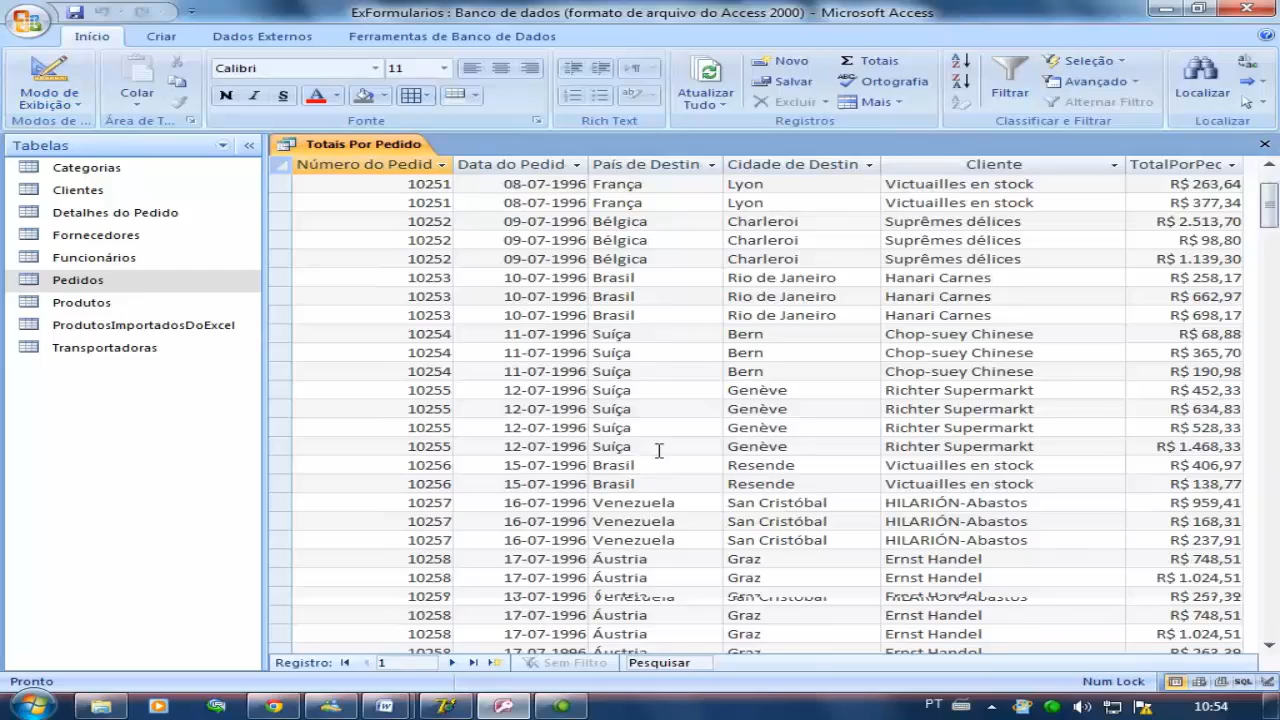 ExFormularios : Banco de dados (formato de arquivo do Access 2000) - Microsoft Access
Início Criar Dados Externos Ferramentas de Banco de Dados
Modo de Exibição
Modos de ...
Colar
Área de T...
Calibri 11
N I S A
Fonte
Rich Text
Atualizar Tudo
Novo
Salvar
Excluir
Totais
Ortografia
Mais
Registros
Filtrar
Seleção
Avançado
Alternar Filtro
Classificar e Filtrar
Localizar
Localizar
Tabelas
Categorias
Clientes
Detalhes do Pedido
Fornecedores
Funcionários
Pedidos
Produtos
ProdutosImportadosDoExcel
Transportadoras
Totais Por Pedido
Número do Pedid Data do Pedid País de Destin Cidade de Destin Cliente TotalPorPec
10251 08-07-1996 França Lyon Victuailles en stock R$ 263,64
10251 08-07-1996 França Lyon Victuailles en stock R$ 377,34
10252 09-07-1996 Bélgica Charleroi Suprêmes délices R$ 2.513,70
10252 09-07-1996 Bélgica Charleroi Suprêmes délices R$ 98,80
10252 09-07-1996 Bélgica Charleroi Suprêmes délices R$ 1.139,30
10253 10-07-1996 Brasil Rio de Janeiro Hanari Carnes R$ 258,17
10253 10-07-1996 Brasil Rio de Janeiro Hanari Carnes R$ 662,97
10253 10-07-1996 Brasil Rio de Janeiro Hanari Carnes R$ 698,17
10254 11-07-1996 Suíça Bern Chop-suey Chinese R$ 68,88
10254 11-07-1996 Suíça Bern Chop-suey Chinese R$ 365,70
10254 11-07-1996 Suíça Bern Chop-suey Chinese R$ 190,98
10255 12-07-1996 Suíça Genève Richter Supermarkt R$ 452,33
10255 12-07-1996 Suíça Genève Richter Supermarkt R$ 634,83
10255 12-07-1996 Suíça Genève Richter Supermarkt R$ 528,33
10255 12-07-1996 Suíça Genève Richter Supermarkt R$ 1.468,33
10256 15-07-1996 Brasil Resende Victuailles en stock R$ 406,97
10256 15-07-1996 Brasil Resende Victuailles en stock R$ 138,77
10257 16-07-1996 Venezuela San Cristóbal HILARIÓN-Abastos R$ 959,41
10257 16-07-1996 Venezuela San Cristóbal HILARIÓN-Abastos R$ 168,31
10257 16-07-1996 Venezuela San Cristóbal HILARIÓN-Abastos R$ 237,91
10258 17-07-1996 Áustria Graz Ernst Handel R$ 748,51
10258 17-07-1996 Áustria Graz Ernst Handel R$ 1.024,51
10258 17-07-1996 Áustria Graz Ernst Handel R$ 748,51
10258 17-07-1996 Áustria Graz Ernst Handel R$ 1.024,51
Registro: 1 Sem Filtro Pesquisar
Pronto Num Lock SQL
PT 10:54